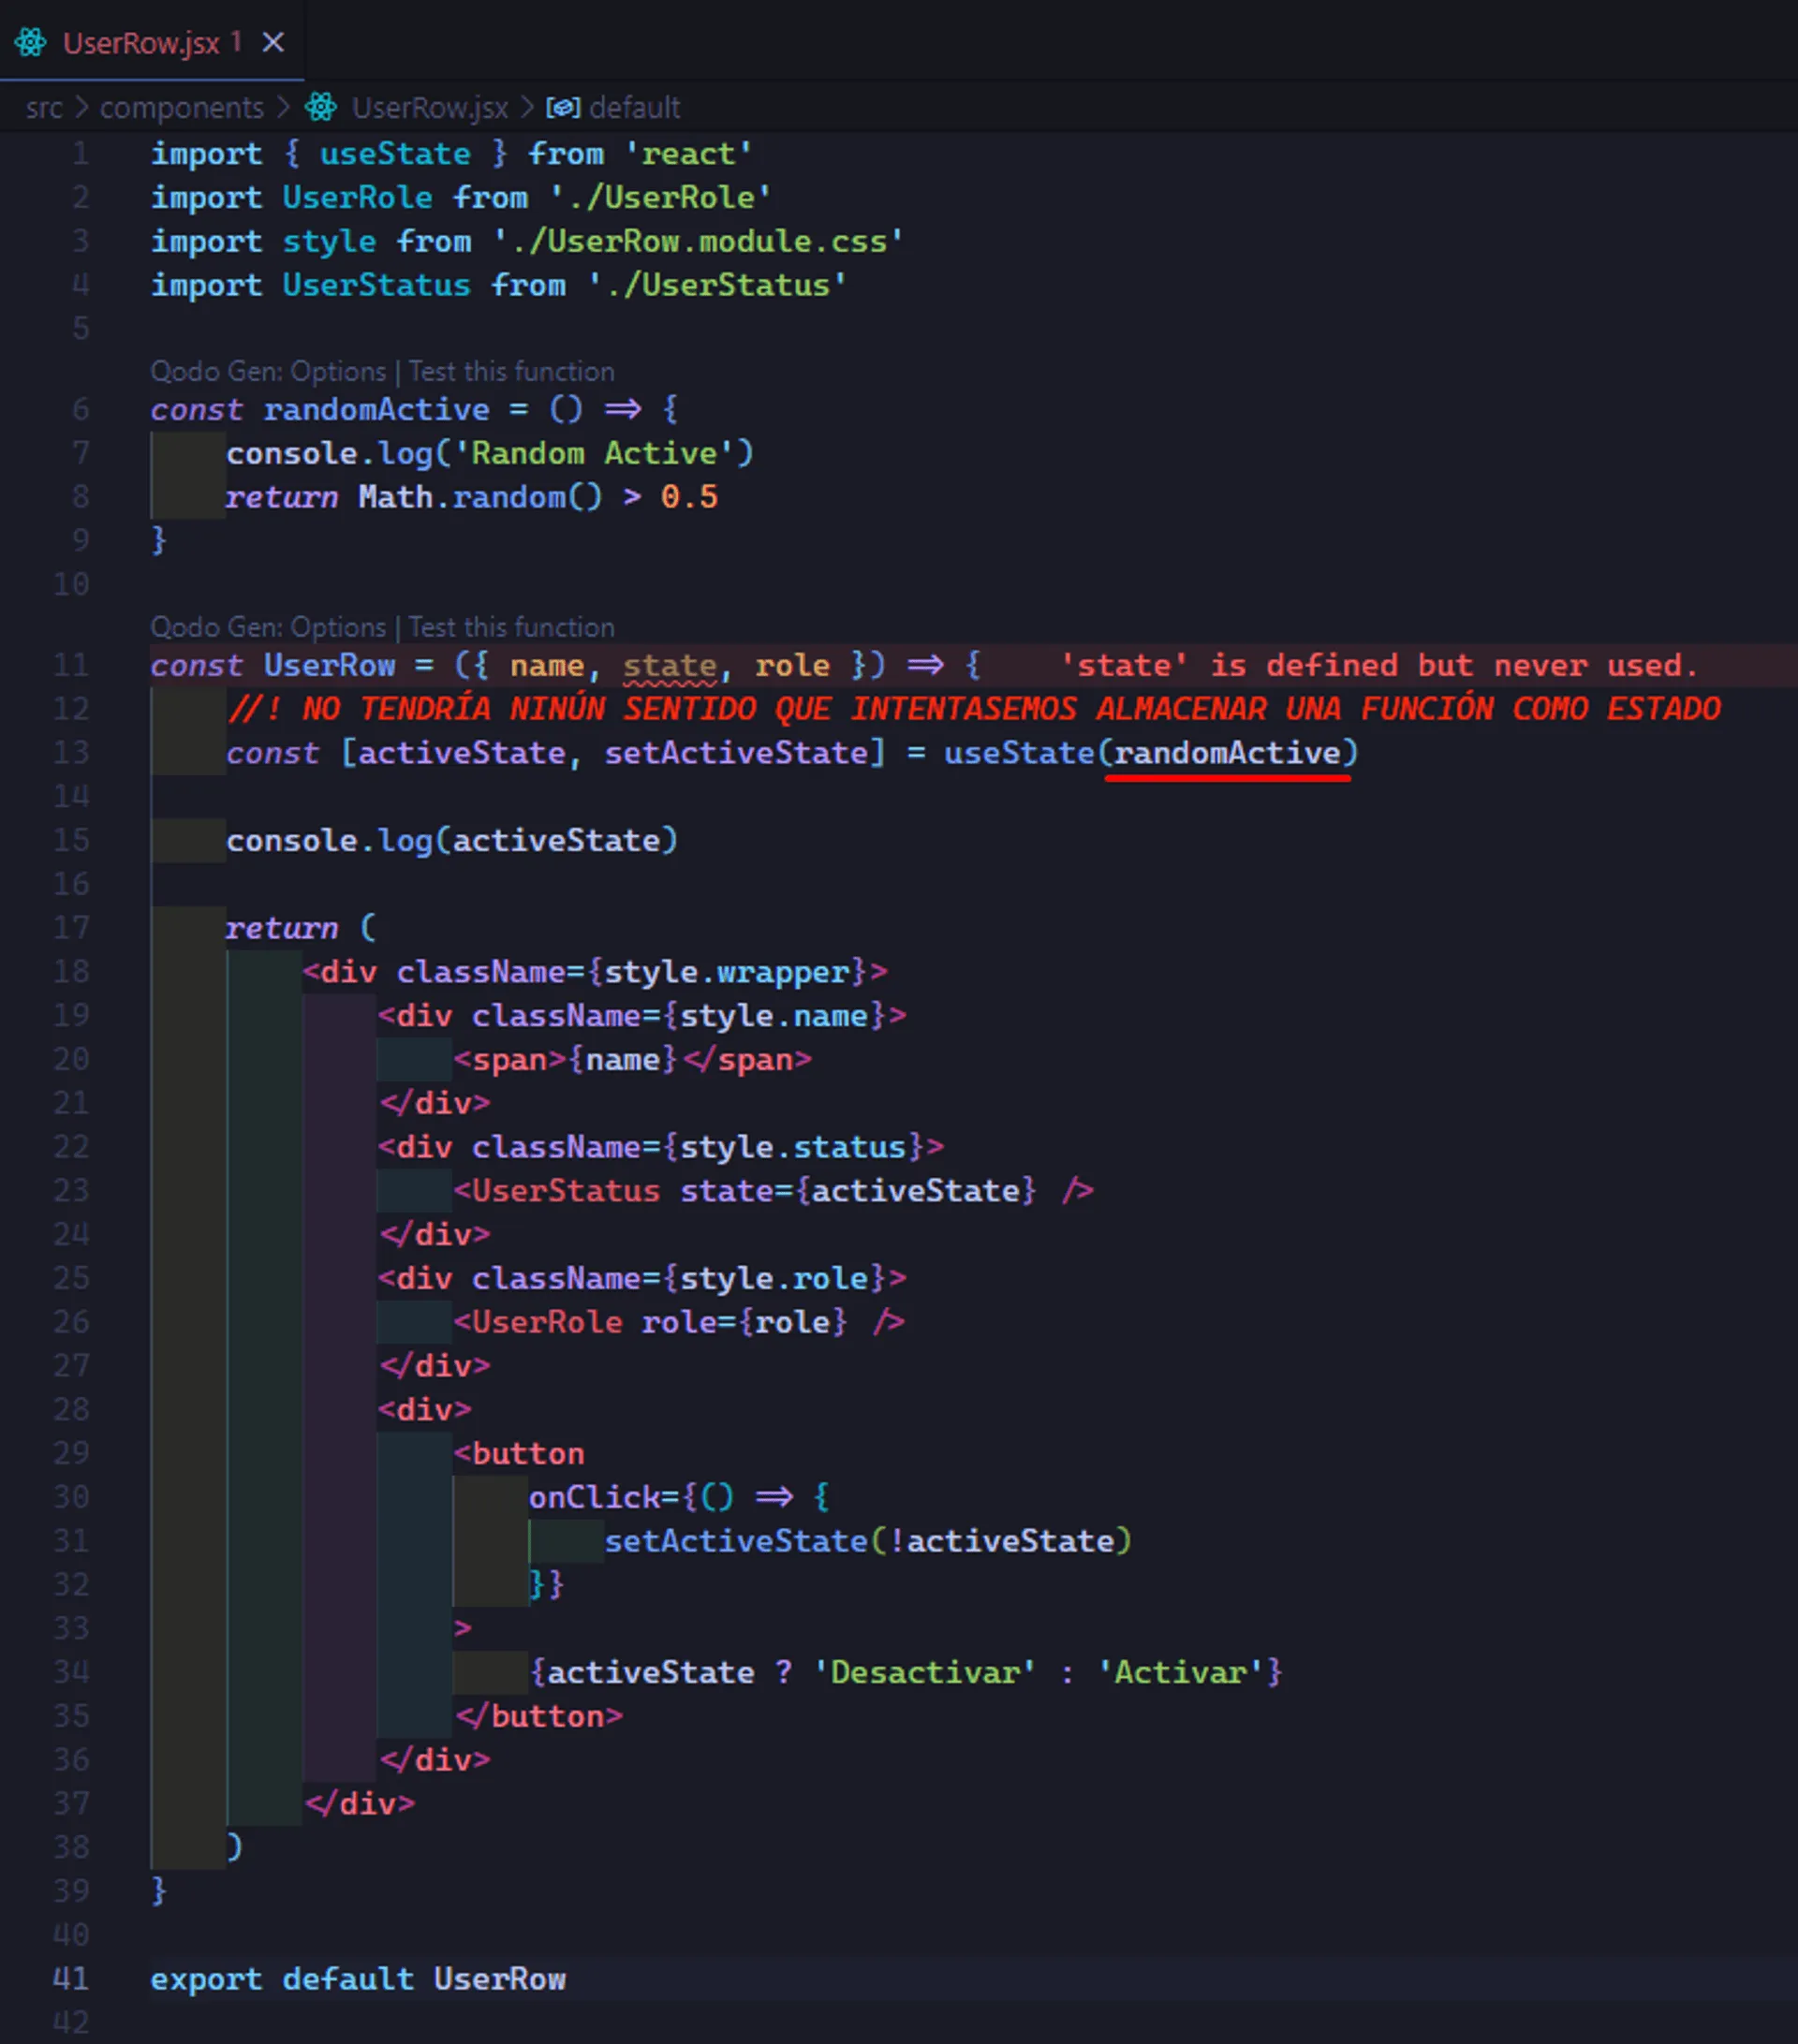 UserRow.jsx 1
src > components > UserRow.jsx > default
1 import { useState } from 'react'
2 import UserRole from './UserRole'
3 import style from './UserRow.module.css'
4 import UserStatus from './UserStatus'
5
Qodo Gen: Options | Test this function
6 const randomActive = () => {
7 console.log('Random Active')
8 return Math.random() > 0.5
9 }
10
Qodo Gen: Options | Test this function
11 const UserRow = ({ name, state, role }) => { 'state' is defined but never used.
12 //! NO TENDRÍA NINÚN SENTIDO QUE INTENTASEMOS ALMACENAR UNA FUNCIÓN COMO ESTADO
13 const [activeState, setActiveState] = useState(randomActive)
14
15 console.log(activeState)
16
17 return (
18 <div className={style.wrapper}>
19 <div className={style.name}>
20 <span>{name}</span>
21 </div>
22 <div className={style.status}>
23 <UserStatus state={activeState} />
24 </div>
25 <div className={style.role}>
26 <UserRole role={role} />
27 </div>
28 <div>
29 <button
30 onClick={() => {
31 setActiveState(!activeState)
32 }}
33 >
34 {activeState ? 'Desactivar' : 'Activar'}
35 </button>
36 </div>
37 </div>
38 )
39 }
40
41 export default UserRow
42